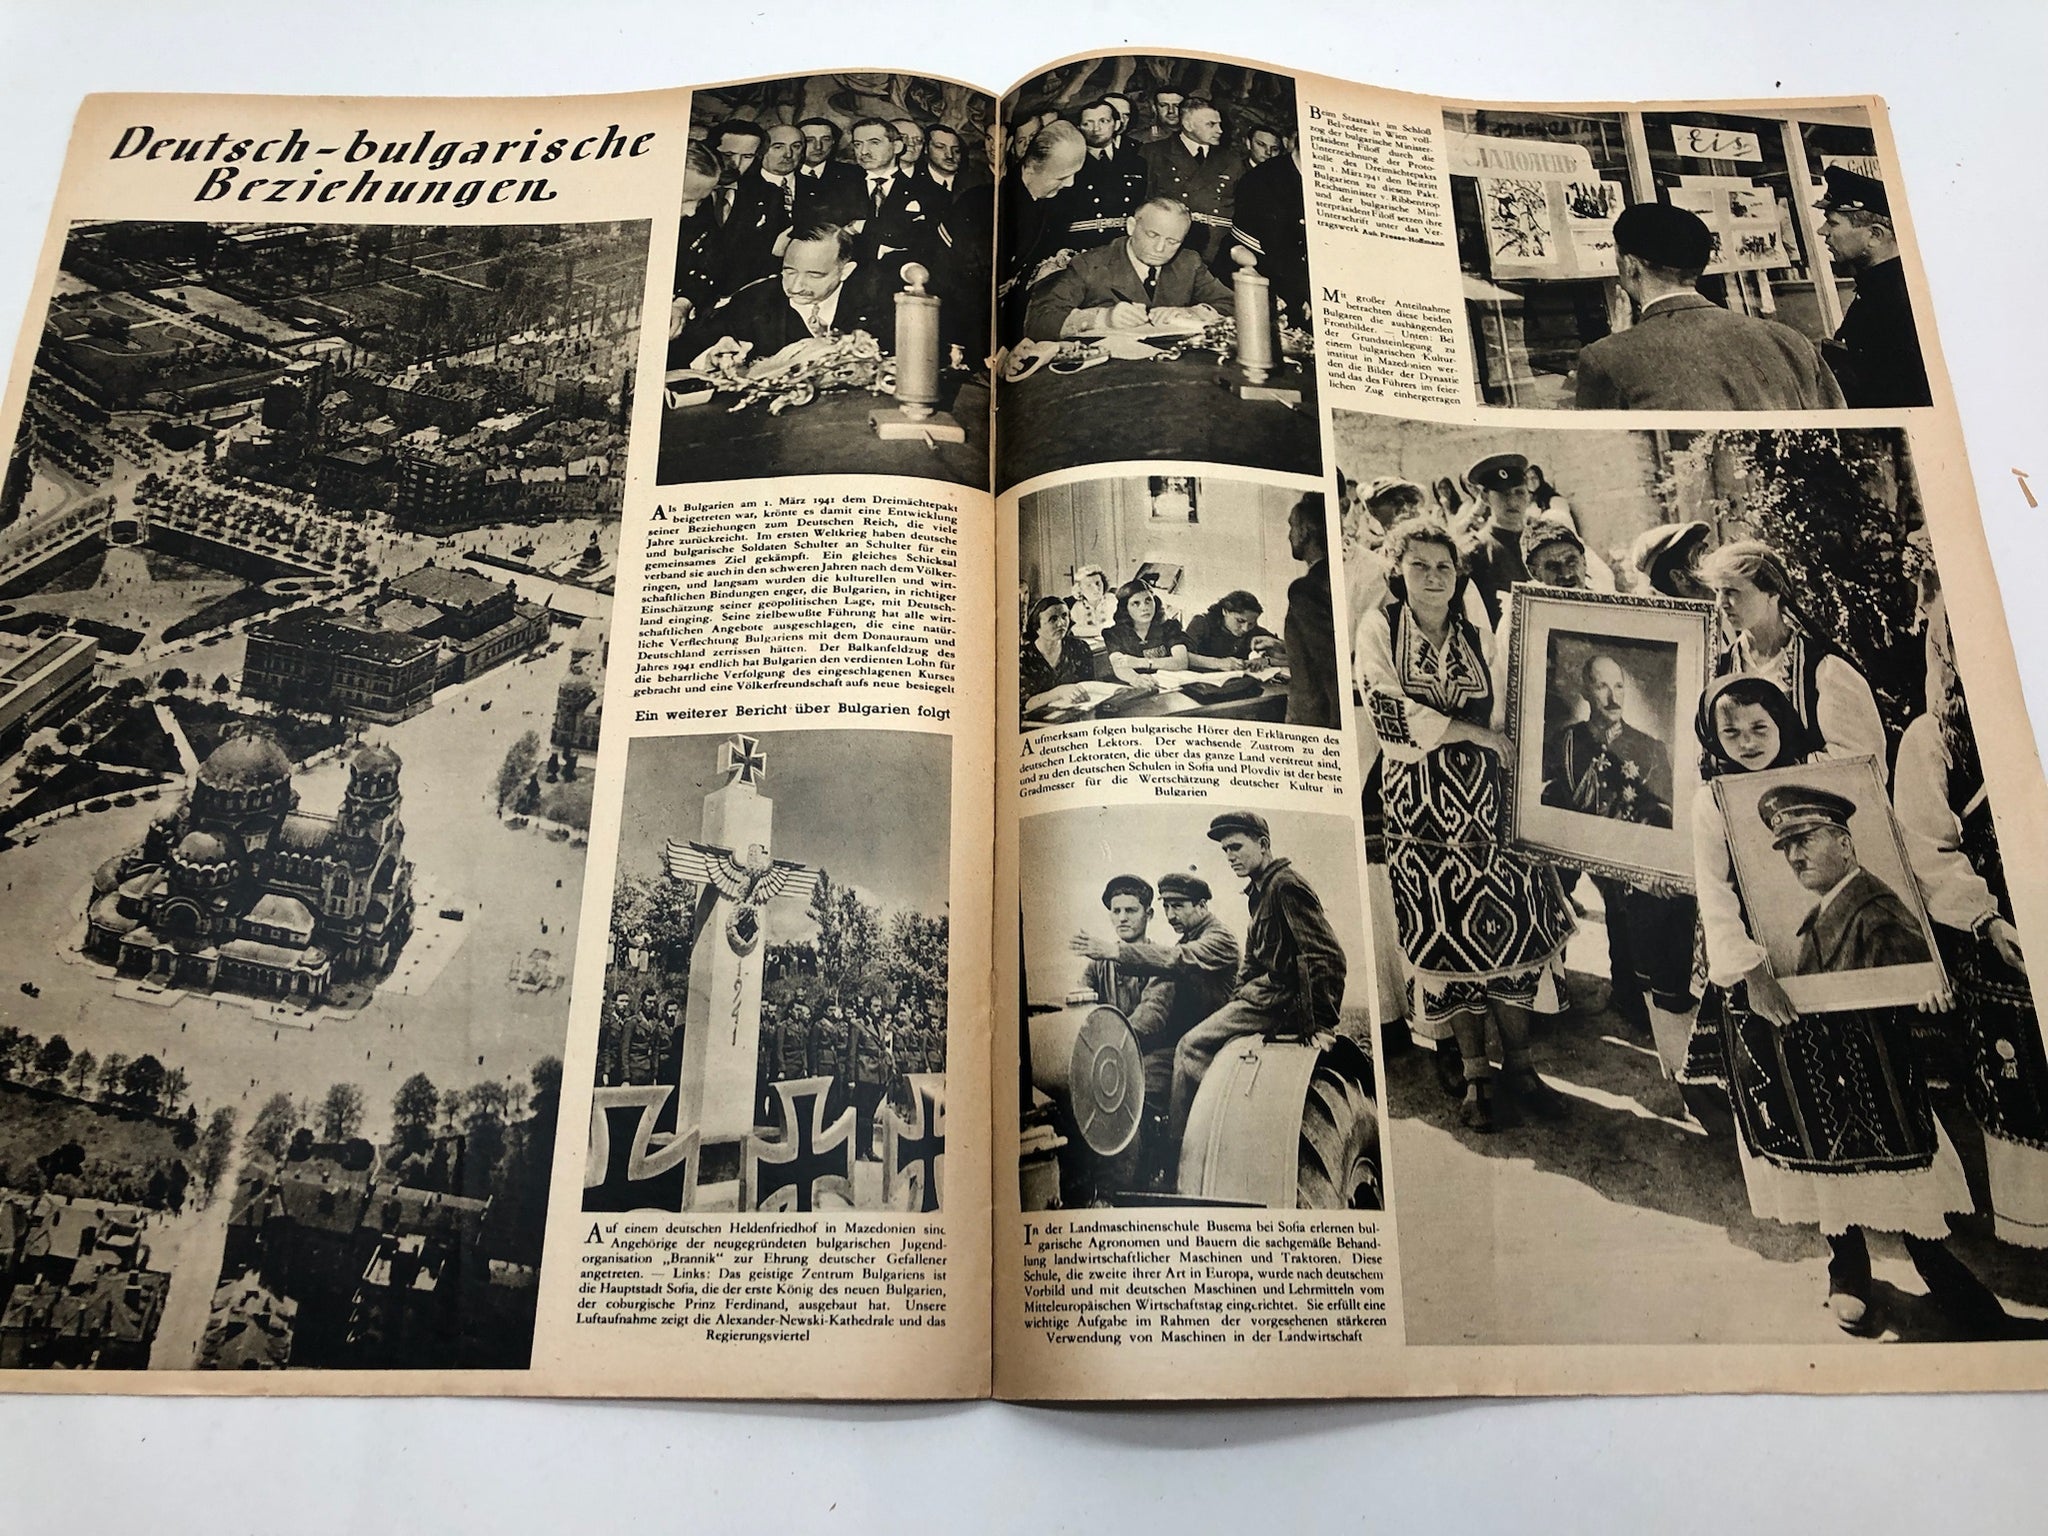 Deutsch-bulgarische
Beziehungen
Als Bulgarien am 1. März 1941 dem Dreimächtepakt
beigetreten war, krönte es damit eine Entwicklung
seiner Beziehungen zum Deutschen Reich, die viele
Jahre zurückreicht. Im ersten Weltkrieg haben deutsche
und bulgarische Soldaten Schulter an Schulter für ein
gemeinsames Ziel gekämpft. Ein gleiches Schicksal
verband sie auch in den schweren Jahren nach dem Völker-
ringen, und langsam wurden die kulturellen und wirt-
schaftlichen Bindungen enger, die Bulgarien, in richtiger
Einschätzung seiner geopolitischen Lage, mit Deutsch-
land einging. Seine zielbewußte Führung hat alle wirt-
schaftlichen Angebote ausgeschlagen, die eine natür-
liche Verflechtung Bulgariens mit dem Donauraum und
Deutschland zerrissen hätten. Der Balkanfeldzug des
Jahres 1941 endlich hat Bulgarien den verdienten Lohn für
die beharrliche Verfolgung des eingeschlagenen Kurses
gebracht und eine Völkerfreundschaft aufs neue besiegelt
Ein weiterer Bericht über Bulgarien folgt
1941
Auf einem deutschen Heldenfriedhof in Mazedonien sind
Angehörige der neugegründeten bulgarischen Jugend-
organisation „Brannik“ zur Ehrung deutscher Gefallener
angetreten. — Links: Das geistige Zentrum Bulgariens ist
die Hauptstadt Sofia, die der erste König des neuen Bulgarien,
der coburgische Prinz Ferdinand, ausgebaut hat. Unsere
Luftaufnahme zeigt die Alexander-Newski-Kathedrale und das
Regierungsviertel
Beim Staatsakt im Schloß
Belvedere in Wien voll-
zog der bulgarische Minister-
präsident Filoff durch die
Unterzeichnung der Proto-
kolle des Dreimächtepakts
am 1. März 1941 den Beitritt
Bulgariens zu diesem Pakt.
Reichsminister v. Ribbentrop
und der bulgarische Mini-
sterpräsident Filoff setzen ihre
Unterschrift unter das Ver-
tragswerk Aufn. Presse-Hoffmann
Mit großer Anteilnahme
betrachten diese beiden
Bulgaren die aushängenden
Frontbilder. — Unten: Bei
der Grundsteinlegung zu
einem bulgarischen Kultur-
institut in Mazedonien wer-
den die Bilder der Dynastie
und das des Führers im feier-
lichen Zug einhergetragen
СЛАДОЛЕДЪ
Eis
Aufmerksam folgen bulgarische Hörer den Erklärungen des
deutschen Lektors. Der wachsende Zustrom zu den
deutschen Lektoraten, die über das ganze Land verstreut sind,
und zu den deutschen Schulen in Sofia und Plovdiv ist der beste
Gradmesser für die Wertschätzung deutscher Kultur in
Bulgarien
In der Landmaschinenschule Busema bei Sofia erlernen bul-
garische Agronomen und Bauern die sachgemäße Behand-
lung landwirtschaftlicher Maschinen und Traktoren. Diese
Schule, die zweite ihrer Art in Europa, wurde nach deutschem
Vorbild und mit deutschen Maschinen und Lehrmitteln vom
Mitteleuropäischen Wirtschaftstag eingerichtet. Sie erfüllt eine
wichtige Aufgabe im Rahmen der vorgesehenen stärkeren
Verwendung von Maschinen in der Landwirtschaft